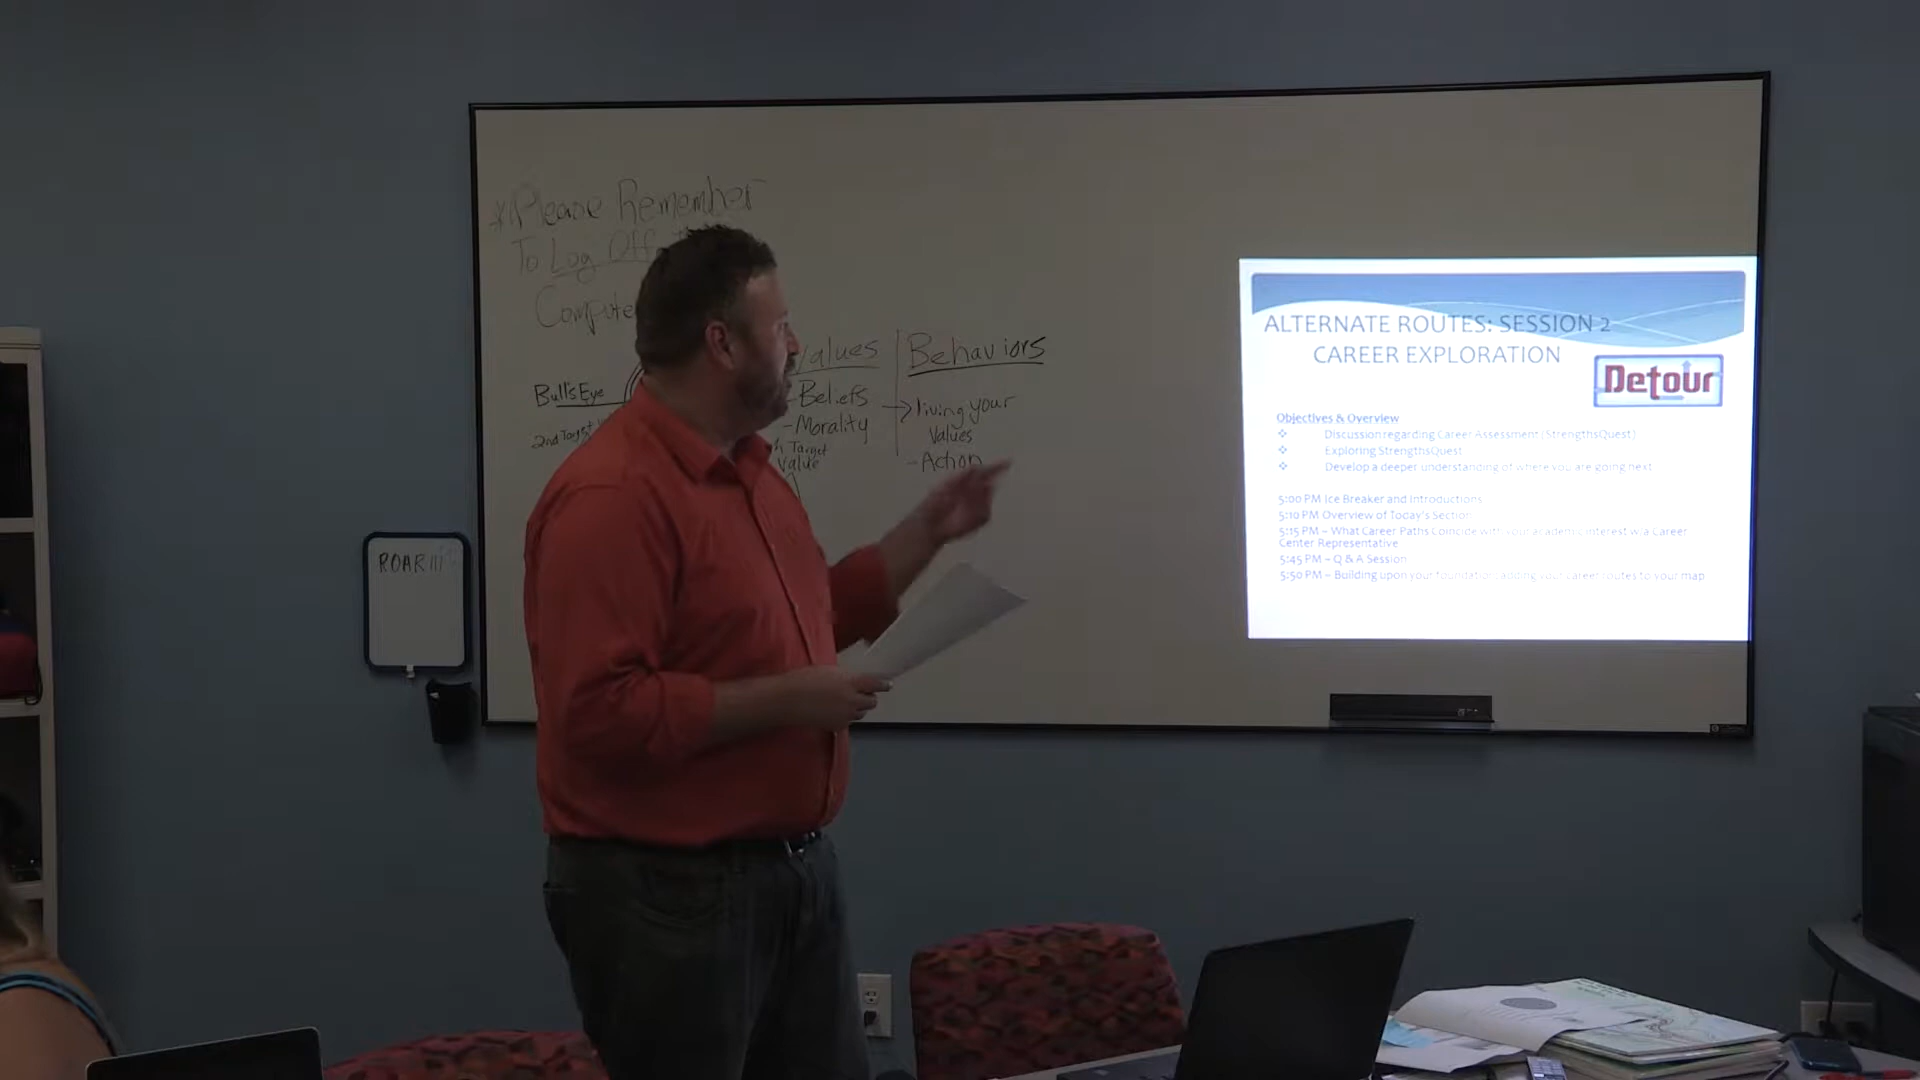 *Please Remember
To Log Off
Compute
Bull's Eye
2nd Target
alues
- Beliefs
- Morality
Target
Value
Behaviors
→ living your
Values
- Action
ROAR!!!
ALTERNATE ROUTES: SESSION 2
CAREER EXPLORATION
Detour
Objectives & Overview
❖ Discussion regarding Career Assessment (StrengthsQuest)
❖ Exploring StrengthsQuest
❖ Develop a deeper understanding of where you are going next
5:00 PM Ice Breaker and Introductions
5:10 PM Overview of Today's Section
5:15 PM – What Career Paths Coincide with your academic interest w/a Career
Center Representative
5:45 PM – Q & A Session
5:50 PM – Building upon your foundation: adding your career routes to your map